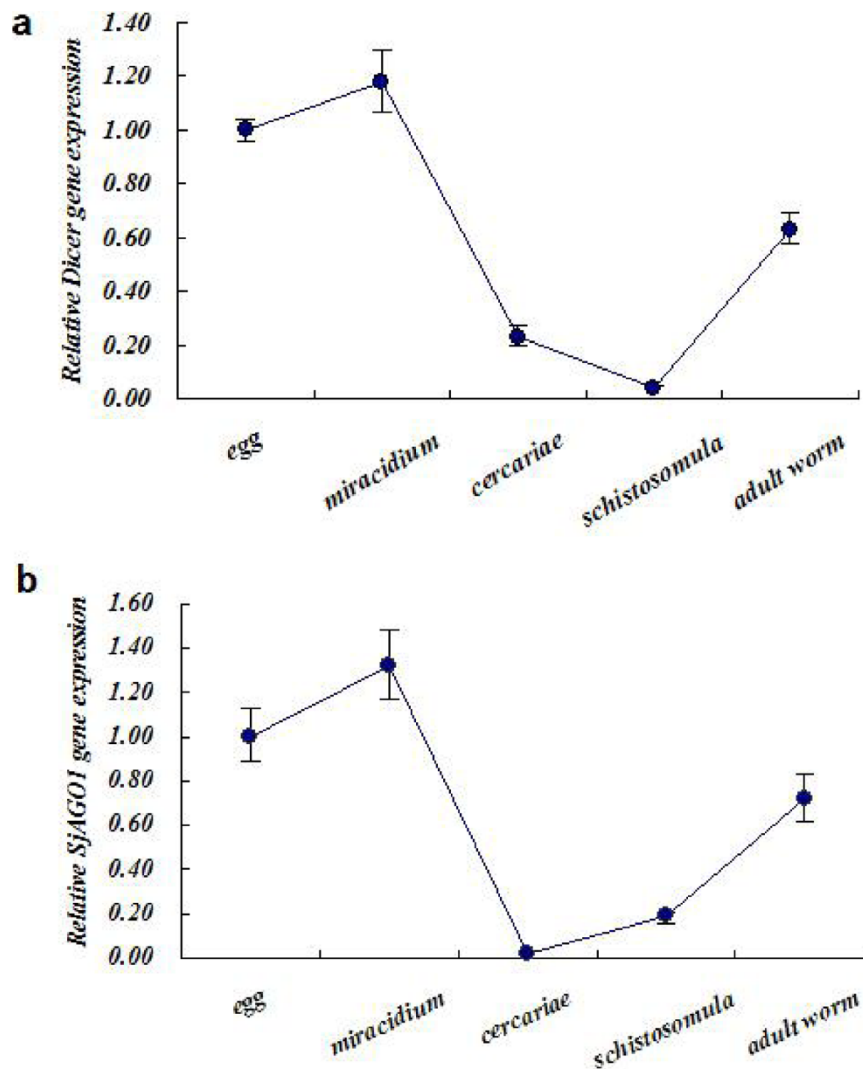 a
Relative Dicer gene expression
1.40
1.20
1.00
0.80
0.60
0.40
0.20
0.00
egg
miracidium
cercariae
schistosomula
adult worm
b
Relative SjAGO1 gene expression
1.60
1.40
1.20
1.00
0.80
0.60
0.40
0.20
0.00
egg
miracidium
cercariae
schistosomula
adult worm